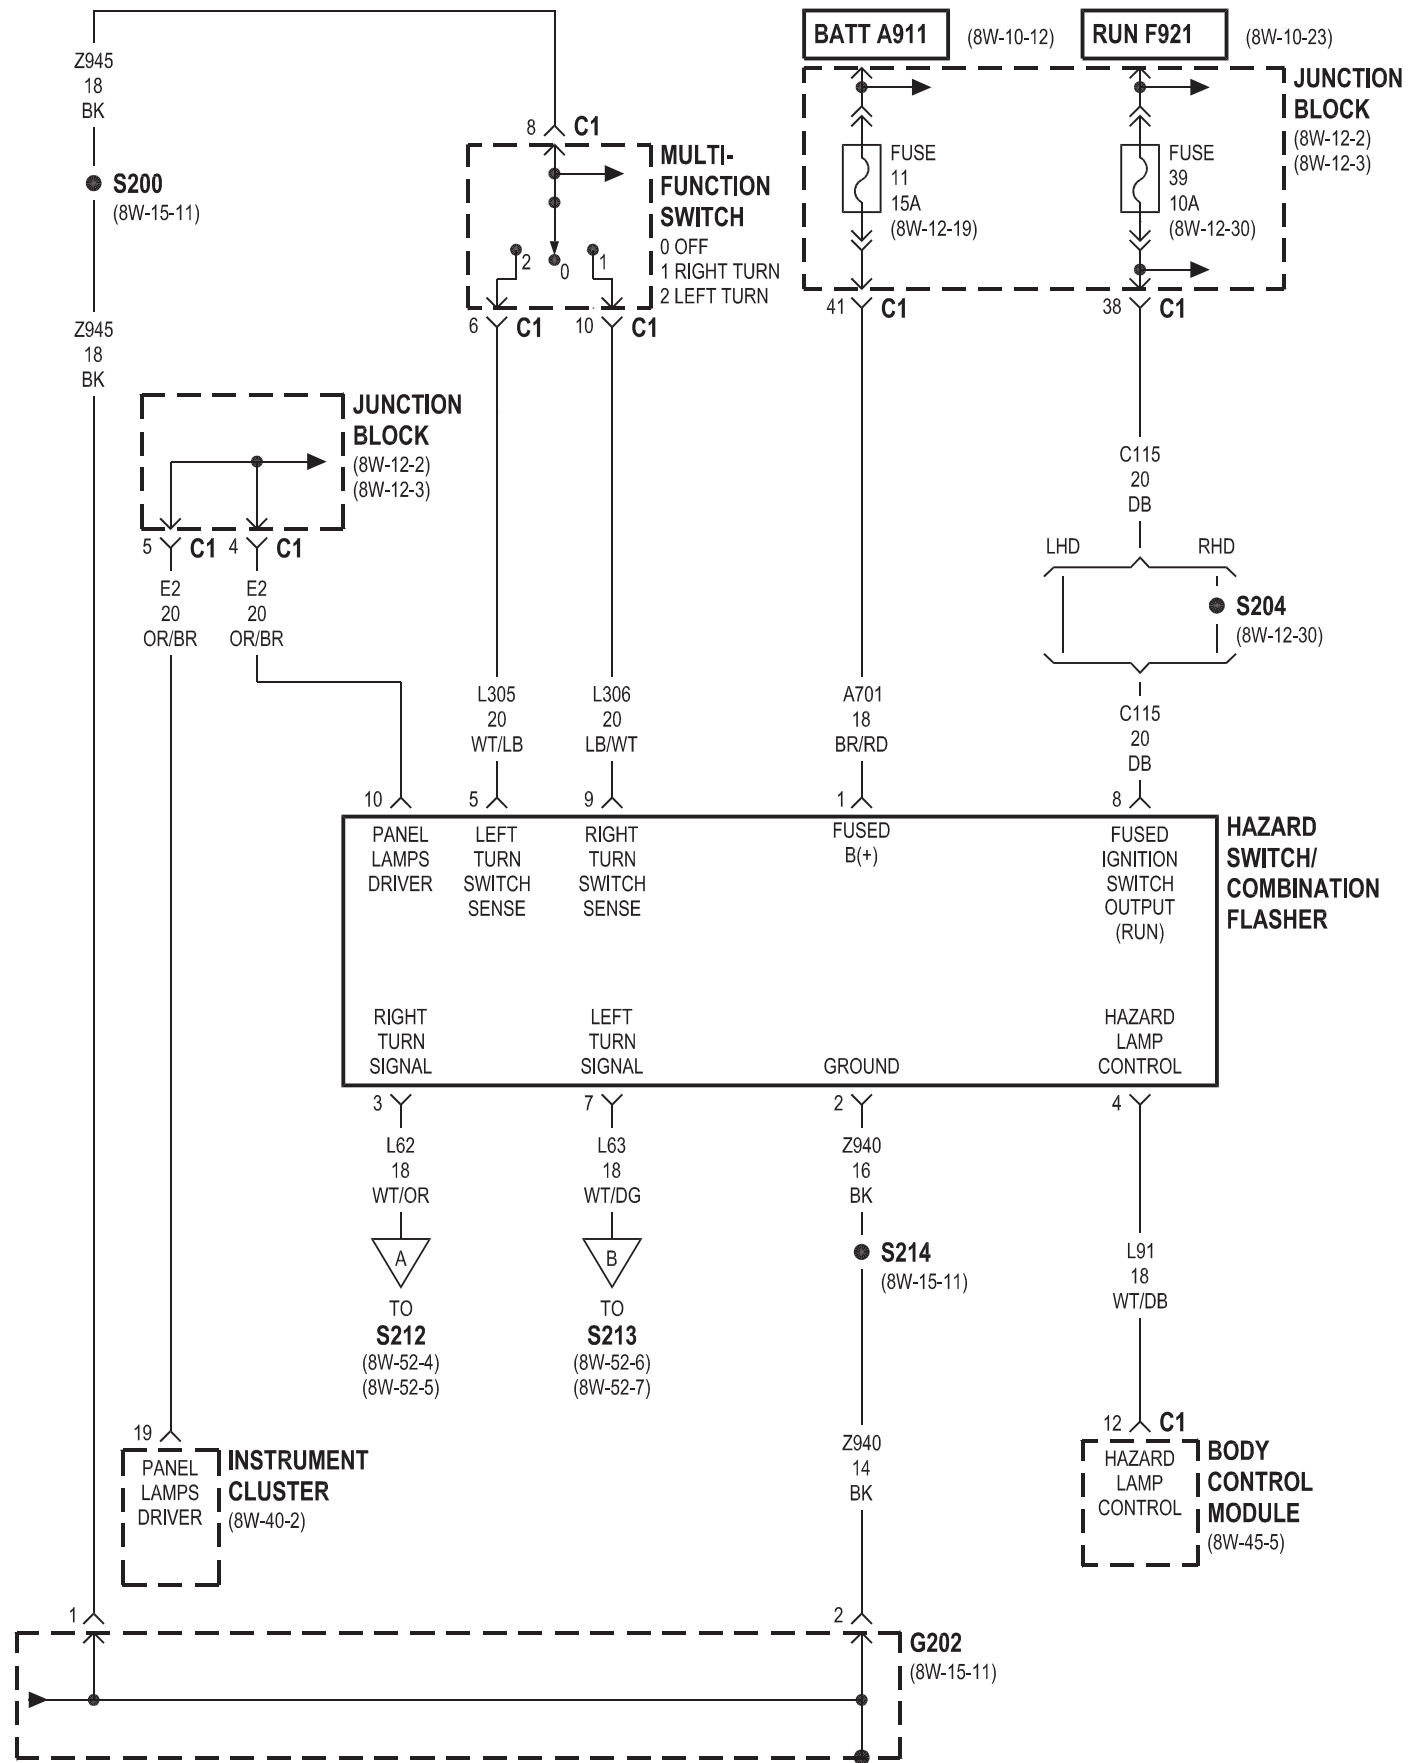 BATT A911
(8W-10-12)
RUN F921
(8W-10-23)
Z945
18
BK
JUNCTION
BLOCK
(8W-12-2)
(8W-12-3)
8
C1
MULTI-
FUNCTION
SWITCH
0 OFF
1 RIGHT TURN
2 LEFT TURN
FUSE
11
15A
(8W-12-19)
FUSE
39
10A
(8W-12-30)
S200
(8W-15-11)
2
0
1
6
C1
10
C1
41
C1
38
C1
Z945
18
BK
JUNCTION
BLOCK
(8W-12-2)
(8W-12-3)
5
C1
4
C1
E2
20
OR/BR
E2
20
OR/BR
C115
20
DB
LHD
RHD
S204
(8W-12-30)
L305
20
WT/LB
L306
20
LB/WT
A701
18
BR/RD
C115
20
DB
10
5
9
1
8
PANEL
LAMPS
DRIVER
LEFT
TURN
SWITCH
SENSE
RIGHT
TURN
SWITCH
SENSE
FUSED
B(+)
FUSED
IGNITION
SWITCH
OUTPUT
(RUN)
HAZARD
SWITCH/
COMBINATION
FLASHER
RIGHT
TURN
SIGNAL
LEFT
TURN
SIGNAL
GROUND
HAZARD
LAMP
CONTROL
3
7
2
4
L62
18
WT/OR
L63
18
WT/DG
Z940
16
BK
A
B
S214
(8W-15-11)
L91
18
WT/DB
TO
S212
(8W-52-4)
(8W-52-5)
TO
S213
(8W-52-6)
(8W-52-7)
19
PANEL
LAMPS
DRIVER
INSTRUMENT
CLUSTER
(8W-40-2)
Z940
14
BK
12
C1
HAZARD
LAMP
CONTROL
BODY
CONTROL
MODULE
(8W-45-5)
1
2
G202
(8W-15-11)